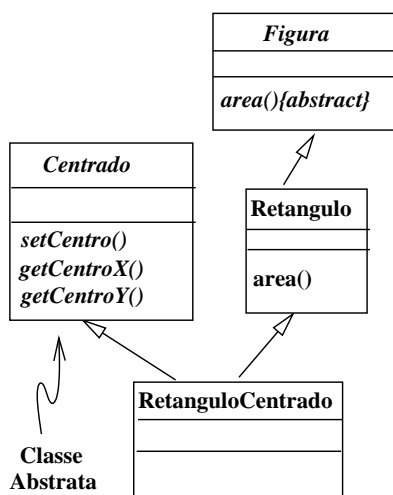 Figura
area(){abstract}
Centrado
setCentro()
getCentroX()
getCentroY()
Retangulo
area()
RetanguloCentrado
Classe
Abstrata